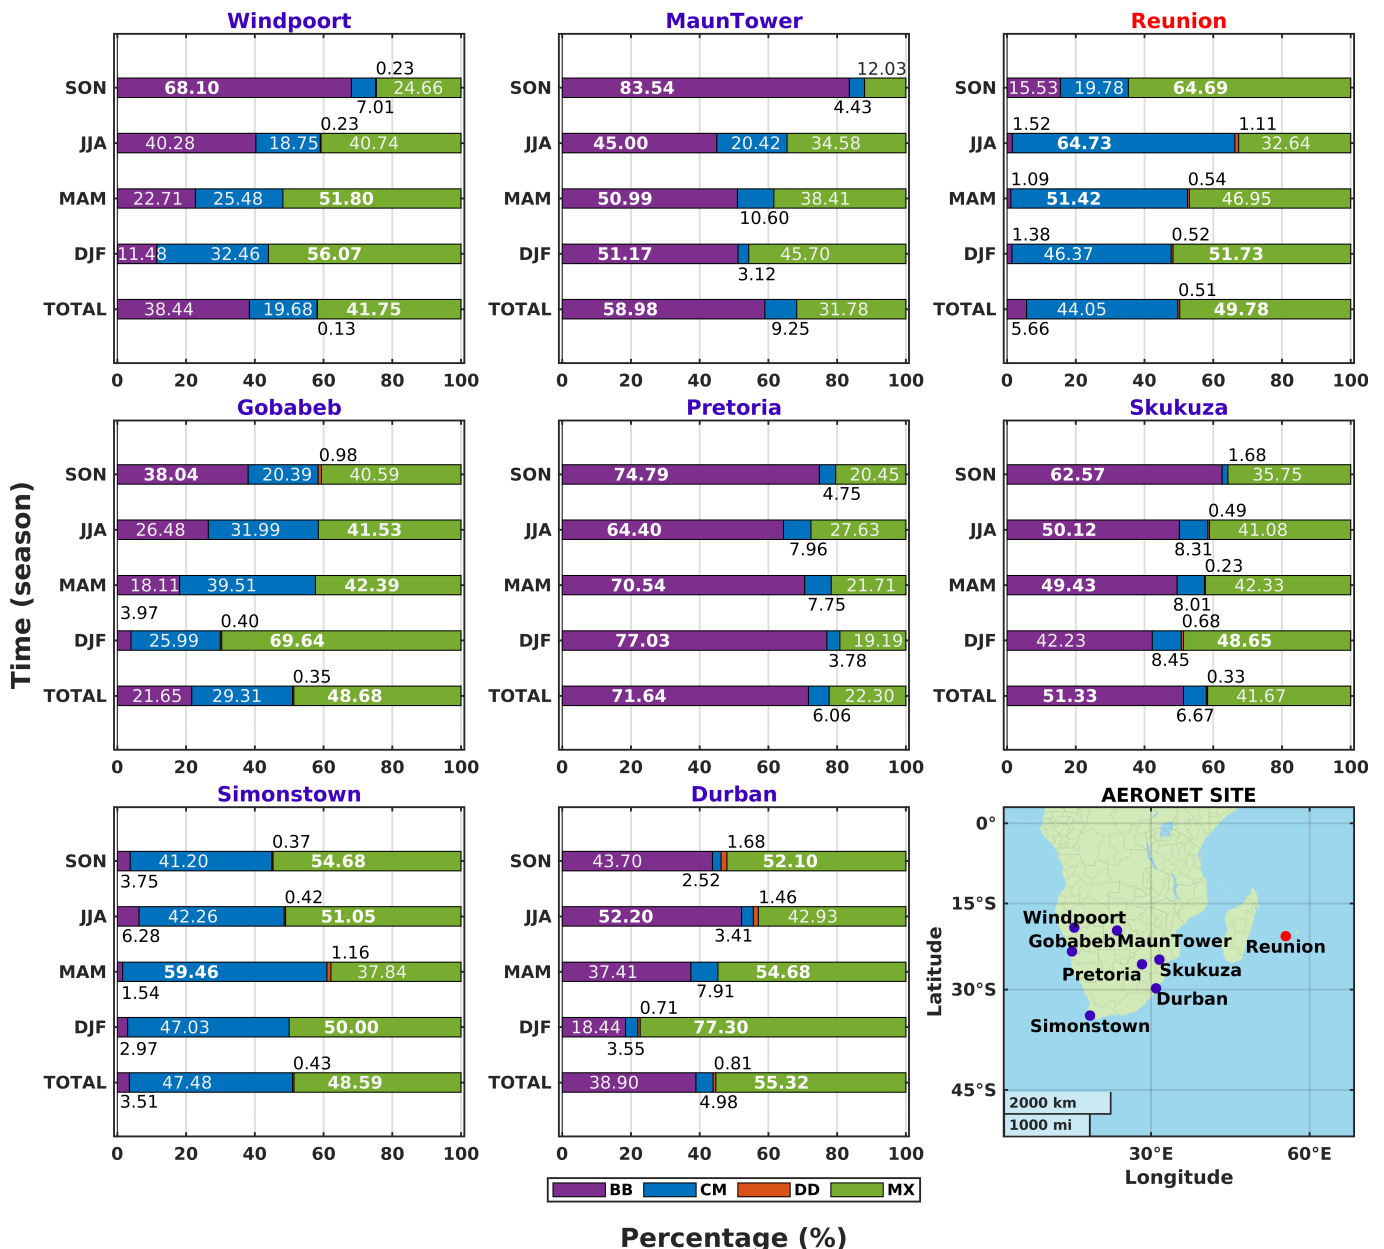 Windpoort
SON 68.10 7.01 0.23 24.66
JJA 40.28 18.75 0.23 40.74
MAM 22.71 25.48 51.80
DJF 11.48 32.46 56.07
TOTAL 38.44 19.68 0.13 41.75
0 20 40 60 80 100
MaunTower
SON 83.54 4.43 12.03
JJA 45.00 20.42 34.58
MAM 50.99 10.60 38.41
DJF 51.17 3.12 45.70
TOTAL 58.98 9.25 31.78
0 20 40 60 80 100
Reunion
SON 15.53 19.78 64.69
JJA 1.52 64.73 1.11 32.64
MAM 1.09 51.42 0.54 46.95
DJF 1.38 46.37 0.52 51.73
TOTAL 5.66 44.05 0.51 49.78
0 20 40 60 80 100
Gobabeb
SON 38.04 20.39 0.98 40.59
JJA 26.48 31.99 41.53
MAM 18.11 39.51 42.39
DJF 3.97 25.99 0.40 69.64
TOTAL 21.65 29.31 0.35 48.68
0 20 40 60 80 100
Pretoria
SON 74.79 4.75 20.45
JJA 64.40 7.96 27.63
MAM 70.54 7.75 21.71
DJF 77.03 3.78 19.19
TOTAL 71.64 6.06 22.30
0 20 40 60 80 100
Skukuza
SON 62.57 1.68 35.75
JJA 50.12 8.31 0.49 41.08
MAM 49.43 8.01 0.23 42.33
DJF 42.23 8.45 0.68 48.65
TOTAL 51.33 6.67 0.33 41.67
0 20 40 60 80 100
Simonstown
SON 3.75 41.20 0.37 54.68
JJA 6.28 42.26 0.42 51.05
MAM 1.54 59.46 1.16 37.84
DJF 2.97 47.03 50.00
TOTAL 3.51 47.48 0.43 48.59
0 20 40 60 80 100
Durban
SON 43.70 2.52 1.68 52.10
JJA 52.20 3.41 1.46 42.93
MAM 37.41 7.91 54.68
DJF 18.44 3.55 0.71 77.30
TOTAL 38.90 4.98 0.81 55.32
0 20 40 60 80 100
AERONET SITE
0°
15°S
30°S
45°S
Windpoort
Gobabeb MaunTower
Reunion
Pretoria Skukuza
Durban
Simonstown
2000 km
1000 mi
30°E 60°E
Latitude
Longitude
Time (season)
BB CM DD MX
Percentage (%)